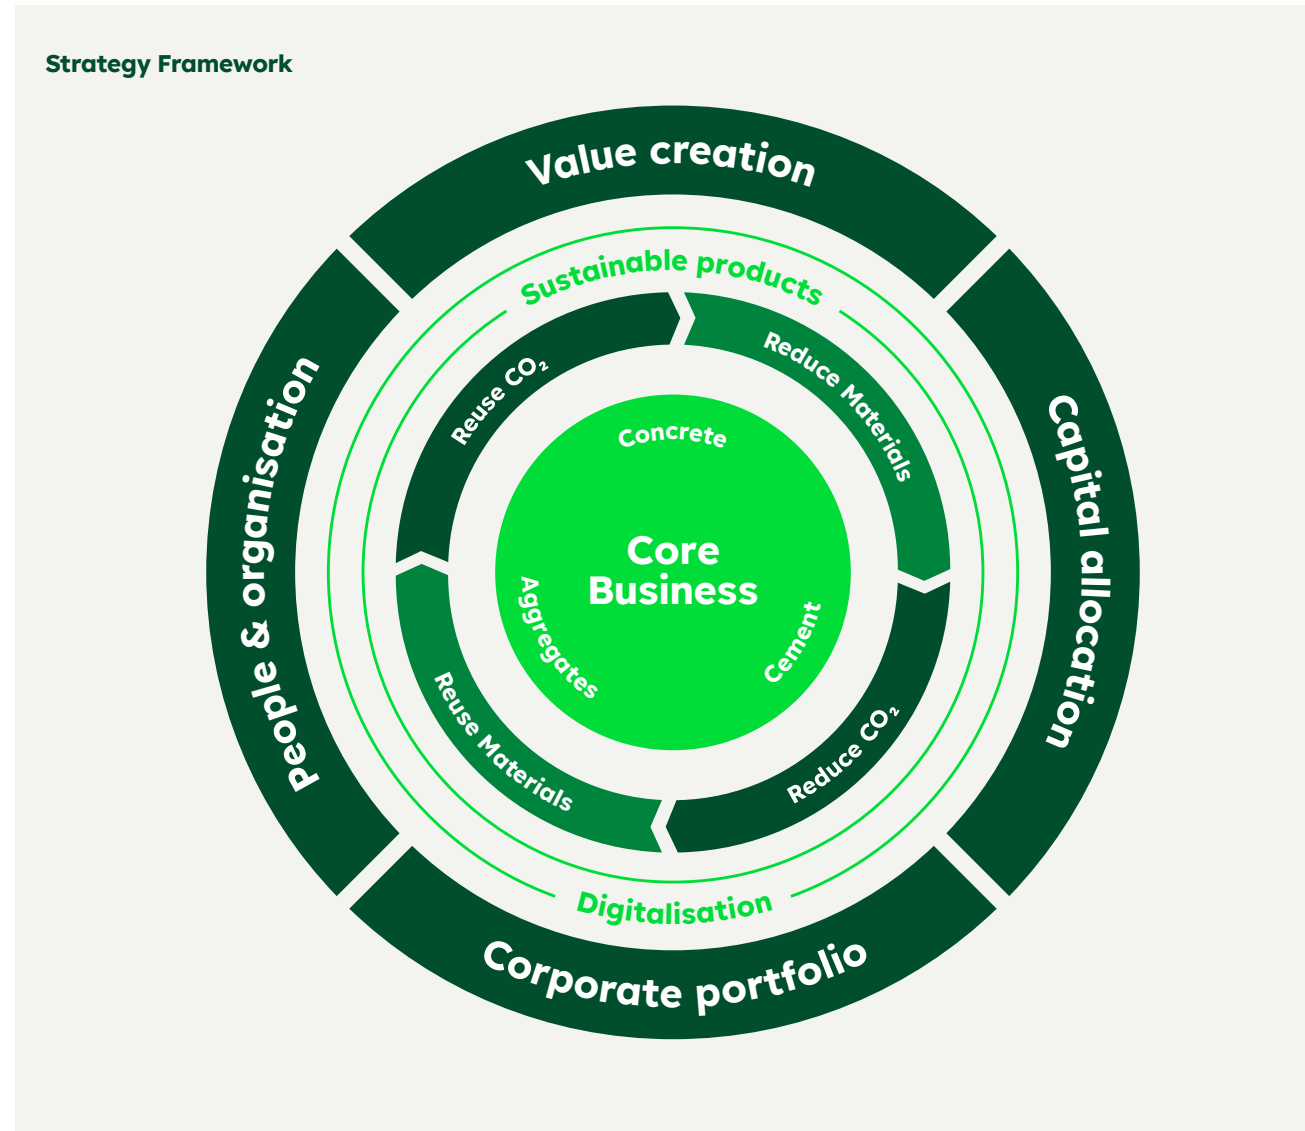 Strategy Framework
Value creation
Sustainable products
Reuse CO₂
Reduce Materials
Concrete
People & organisation
Capital allocation
Core
Business
Aggregates
Cement
Reuse Materials
Reduce CO₂
Digitalisation
Corporate portfolio